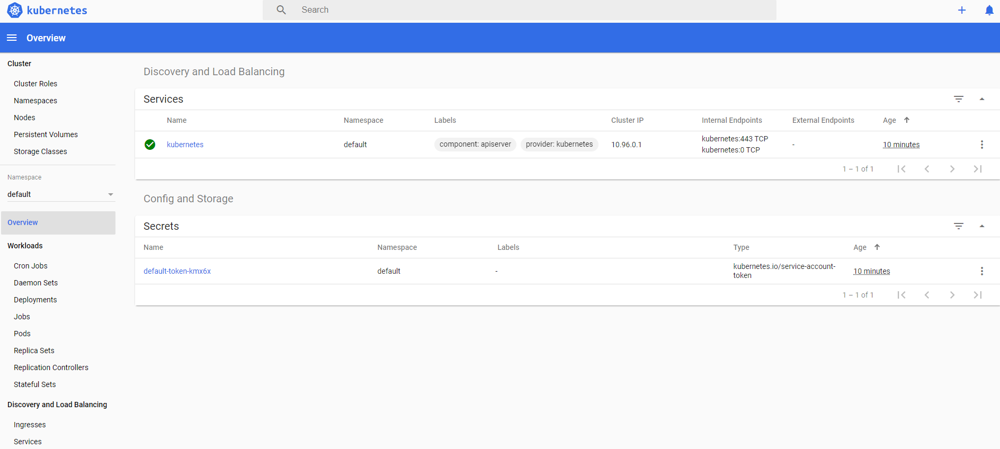 kubernetes
Search
Overview
Cluster
Cluster Roles
Namespaces
Nodes
Persistent Volumes
Storage Classes
Namespace
default
Overview
Workloads
Cron Jobs
Daemon Sets
Deployments
Jobs
Pods
Replica Sets
Replication Controllers
Stateful Sets
Discovery and Load Balancing
Ingresses
Services
Discovery and Load Balancing
Services
Name Namespace Labels Cluster IP Internal Endpoints External Endpoints Age
kubernetes default component: apiserver provider: kubernetes 10.96.0.1 kubernetes:443 TCP - 10 minutes
kubernetes:0 TCP
1 – 1 of 1
Config and Storage
Secrets
Name Namespace Labels Type Age
default-token-kmx6x default - kubernetes.io/service-account- 10 minutes
token
1 – 1 of 1